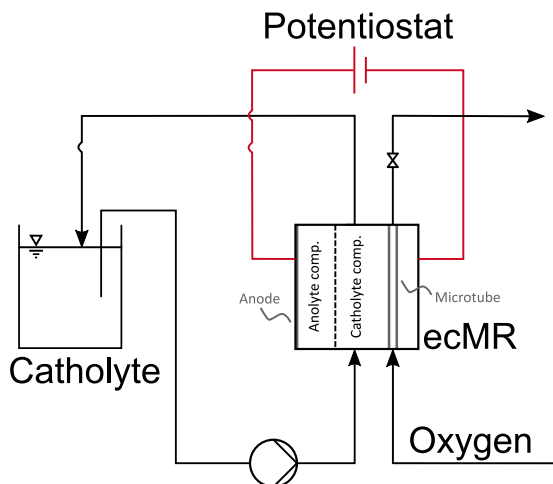 Potentiostat
Anode
Anolyte comp.
Catholyte comp.
Microtube
ecMR
Catholyte
Oxygen